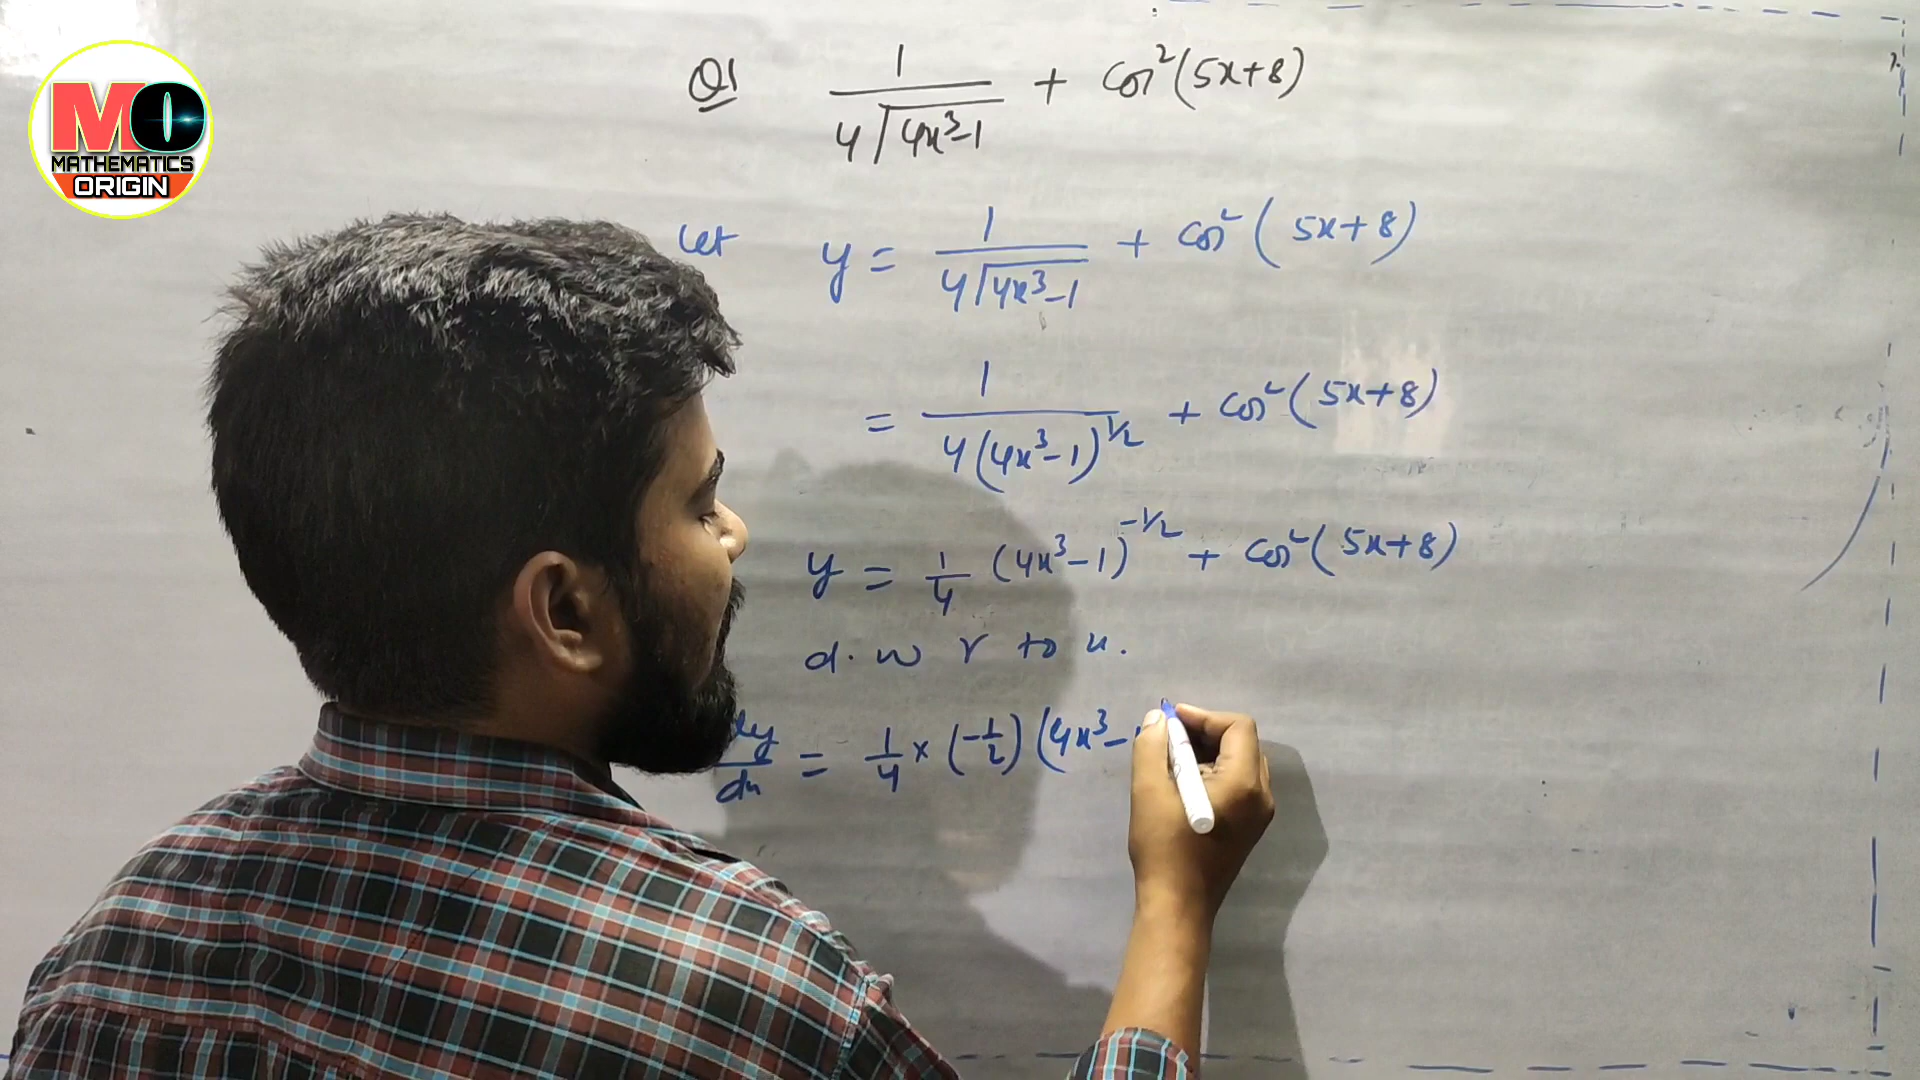 MO
MATHEMATICS
ORIGIN
Q1 1/(4√(4x³-1)) + cos²(5x+8)
Let y = 1/(4√(4x³-1)) + cos²(5x+8)
= 1/(4(4x³-1)^1/2) + cos²(5x+8)
y = 1/4 (4x³-1)^-1/2 + cos²(5x+8)
d. w r to x.
dy/dx = 1/4 × (-1/2) (4x³-